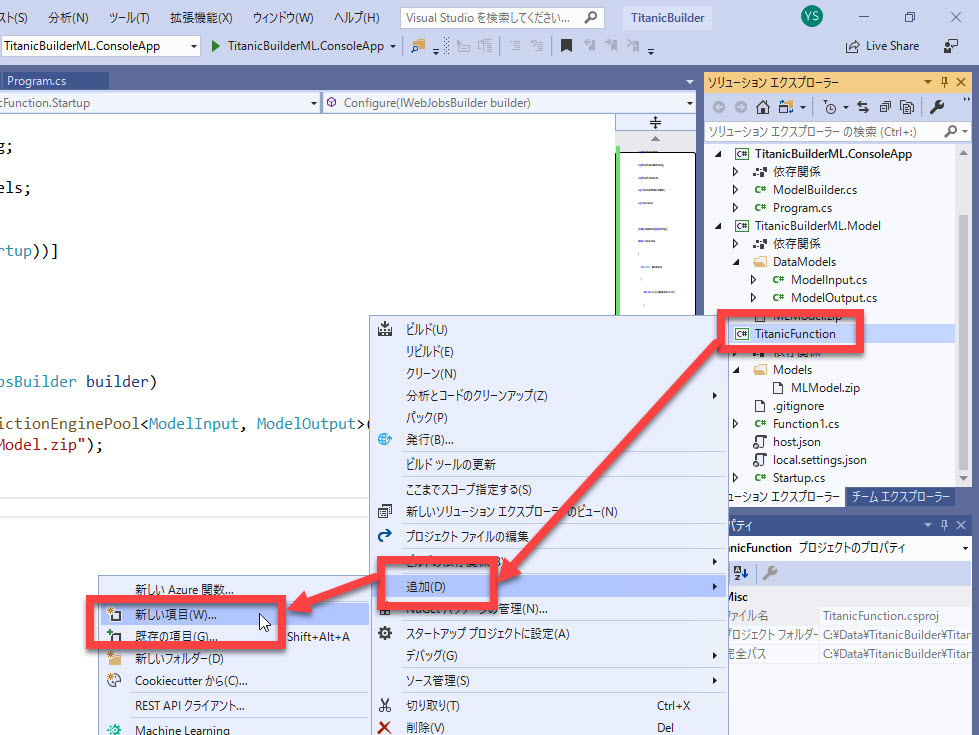 スト(S) 分析(N) ツール(T) 拡張機能(X) ウィンドウ(W) ヘルプ(H) Visual Studio を検索してください... TitanicBuilder YS
TitanicBuilderML.ConsoleApp TitanicBuilderML.ConsoleApp Live Share
Program.cs
cFunction.Startup Configure(IWebJobsBuilder builder)
g;
els;
rtup))]
bsBuilder builder)
ictionEnginePool<ModelInput, ModelOutput>(
Model.zip");
ソリューション エクスプローラー
ソリューション エクスプローラー の検索 (Ctrl+:)
TitanicBuilderML.ConsoleApp
依存関係
ModelBuilder.cs
Program.cs
TitanicBuilderML.Model
依存関係
DataModels
ModelInput.cs
ModelOutput.cs
MLModel.zip
TitanicFunction
依存関係
Models
MLModel.zip
.gitignore
Function1.cs
host.json
local.settings.json
Startup.cs
ューション エクスプローラー チーム エクスプローラー
パティ
nicFunction プロジェクトのプロパティ
Misc
ファイル名 TitanicFunction.csproj
プロジェクト フォルダー C:¥Data¥TitanicBuilder¥Titan
完全パス C:¥Data¥TitanicBuilder¥Titan
ビルド(U)
リビルド(E)
クリーン(N)
分析とコードのクリーンアップ(Z)
パック(P)
発行(B)...
ビルド ツールの更新
ここまでスコープ指定する(S)
新しいソリューション エクスプローラーのビュー(N)
プロジェクト ファイルの編集
ビルドの依存関係(B)
追加(D)
NuGet パッケージの管理(N)...
スタートアップ プロジェクトに設定(A)
デバッグ(G)
ソース管理(S)
切り取り(T) Ctrl+X
削除(V) Del
新しい Azure 関数...
新しい項目(W)...
既存の項目(G)... Shift+Alt+A
新しいフォルダー(D)
Cookiecutter から(C)...
REST API クライアント...
Machine Learning